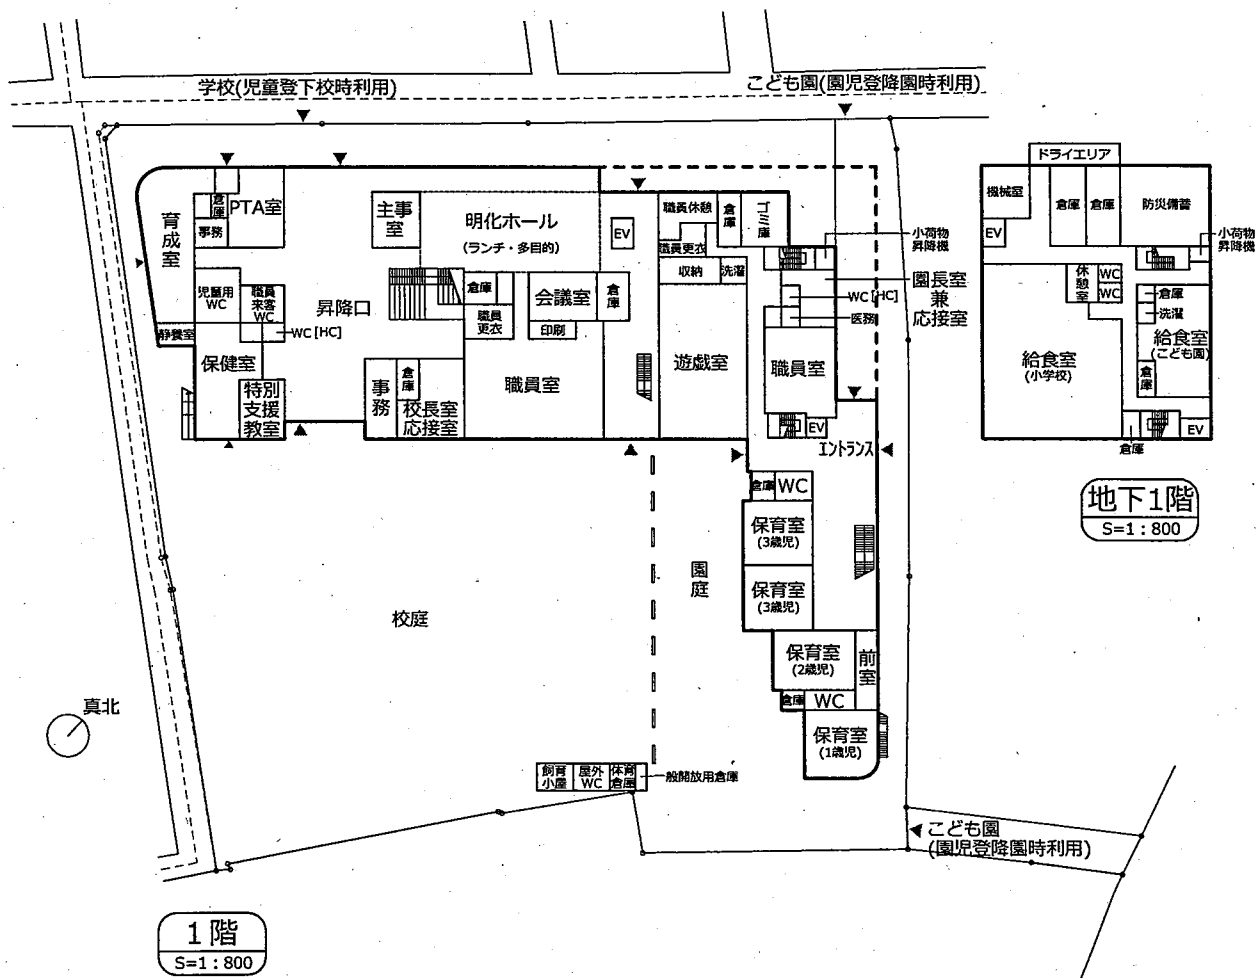 学校(児童登下校時利用)
こども園(園児登降園時利用)
育成室
倉庫
PTA室
事務
主事室
明化ホール
(ランチ・多目的)
EV
職員休憩
倉庫
ゴミ庫
職員更衣
収納
洗濯
小荷物
昇降機
園長室
兼
応接室
WC [HC]
医務
児童用
WC
職員
来客
WC
WC [HC]
昇降口
倉庫
職員
更衣
会議室
倉庫
印刷
静養室
保健室
特別
支援
教室
事務
倉庫
校長室
応接室
職員室
遊戯室
職員室
EV
エントランス
倉庫
WC
保育室
(3歳児)
保育室
(3歳児)
保育室
(2歳児)
前室
倉庫
WC
保育室
(1歳児)
園庭
校庭
真北
飼育
小屋
屋外
WC
体育
倉庫
一般開放用倉庫
こども園
(園児登降園時利用)
1階
S=1:800
ドライエリア
機械室
倉庫
倉庫
防災備蓄
EV
小荷物
昇降機
休憩室
WC
WC
倉庫
洗濯
給食室
(小学校)
給食室
(こども園)
倉庫
倉庫
EV
地下1階
S=1:800